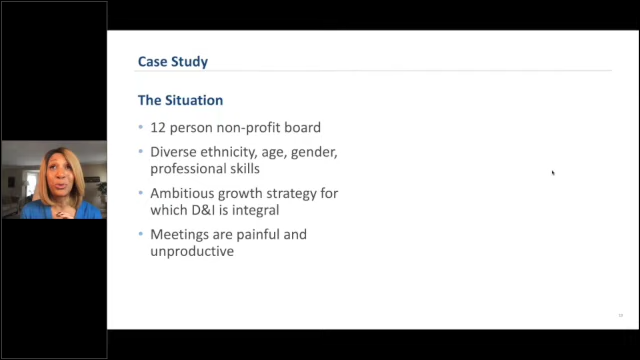 Case Study
The Situation
• 12 person non-profit board
• Diverse ethnicity, age, gender,
professional skills
• Ambitious growth strategy for
which D&I is integral
• Meetings are painful and
unproductive